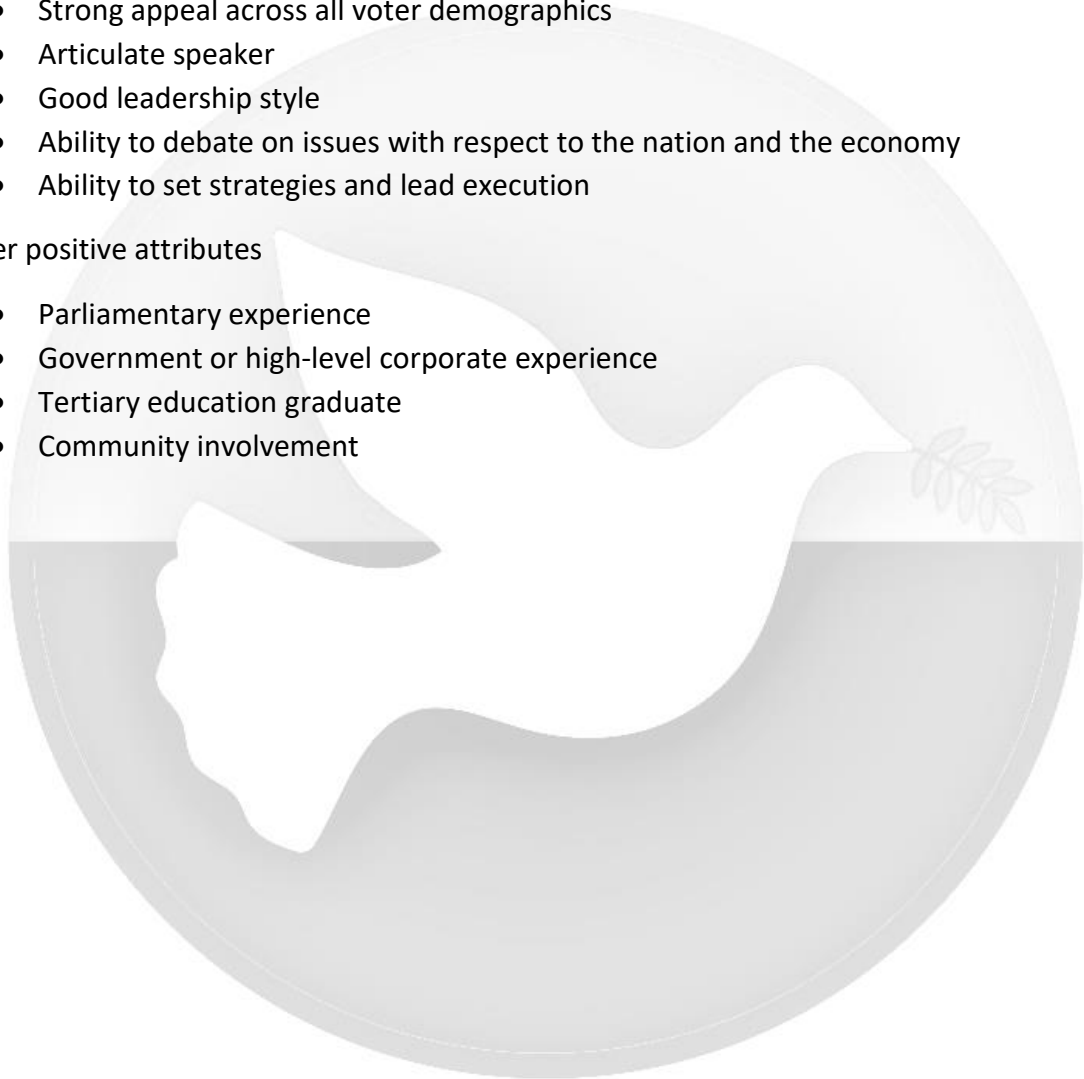 • Strong appeal across all voter demographics
• Articulate speaker
• Good leadership style
• Ability to debate on issues with respect to the nation and the economy
• Ability to set strategies and lead execution
er positive attributes
• Parliamentary experience
• Government or high-level corporate experience
• Tertiary education graduate
• Community involvement